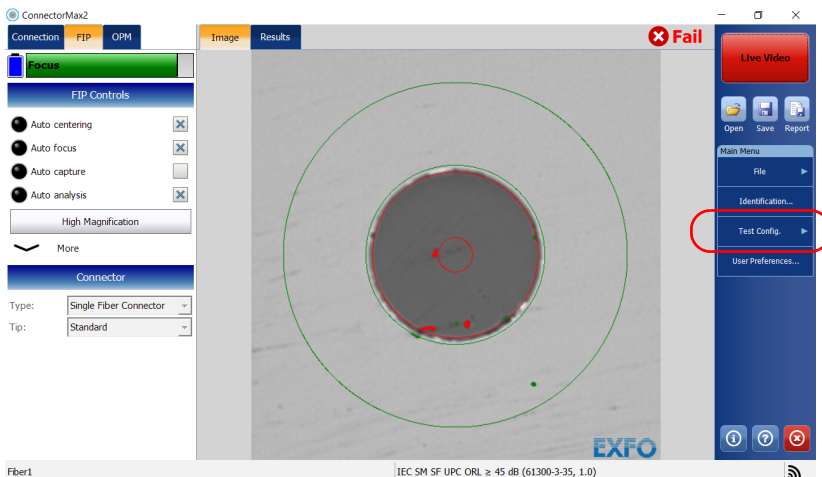 ConnectorMax2
Connection FIP OPM
Image Results
Fail
Live Video
Focus
FIP Controls
Auto centering
Auto focus
Auto capture
Auto analysis
High Magnification
More
Connector
Type: Single Fiber Connector
Tip: Standard
Open Save Report
Main Menu
File
Identification...
Test Config.
User Preferences...
EXFO
Fiber1
IEC SM SF UPC ORL ≥ 45 dB (61300-3-35, 1.0)